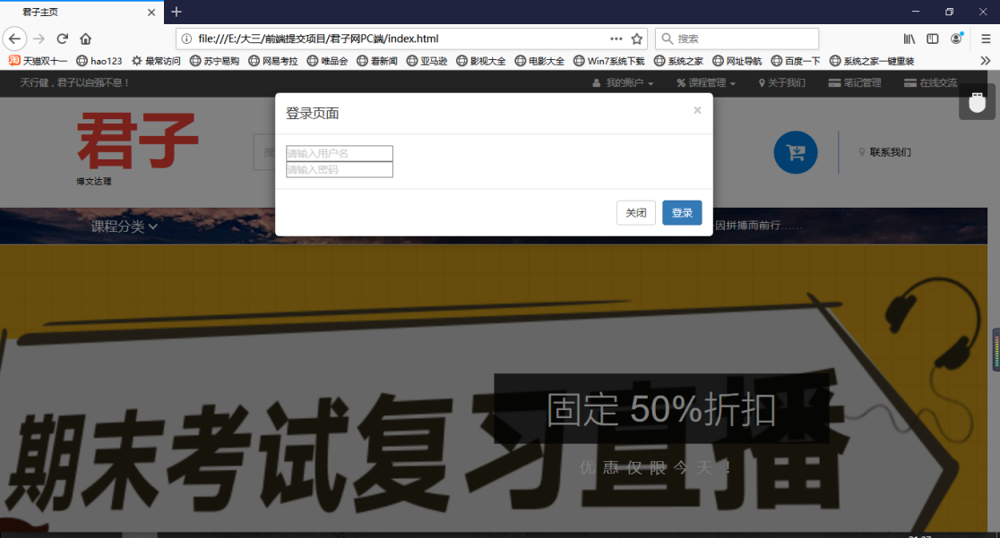 君子主页
file:///E:/大三/前端提交项目/君子网PC端/index.html
搜索
天猫双十一 hao123 最常访问 苏宁易购 网易考拉 唯品会 看新闻 亚马逊 影视大全 电影大全 Win7系统下载 系统之家 网址导航 百度一下 系统之家一键重装
天行健，君子以自强不息！ 我的账户 课程管理 关于我们 笔记管理 在线交流
君子
博文达理
联系我们
登录页面 ×
请输入用户名
请输入密码
关闭 登录
课程分类 因拼搏而前行……
固定 50%折扣
期末考试复习直播
优惠仅限今天！